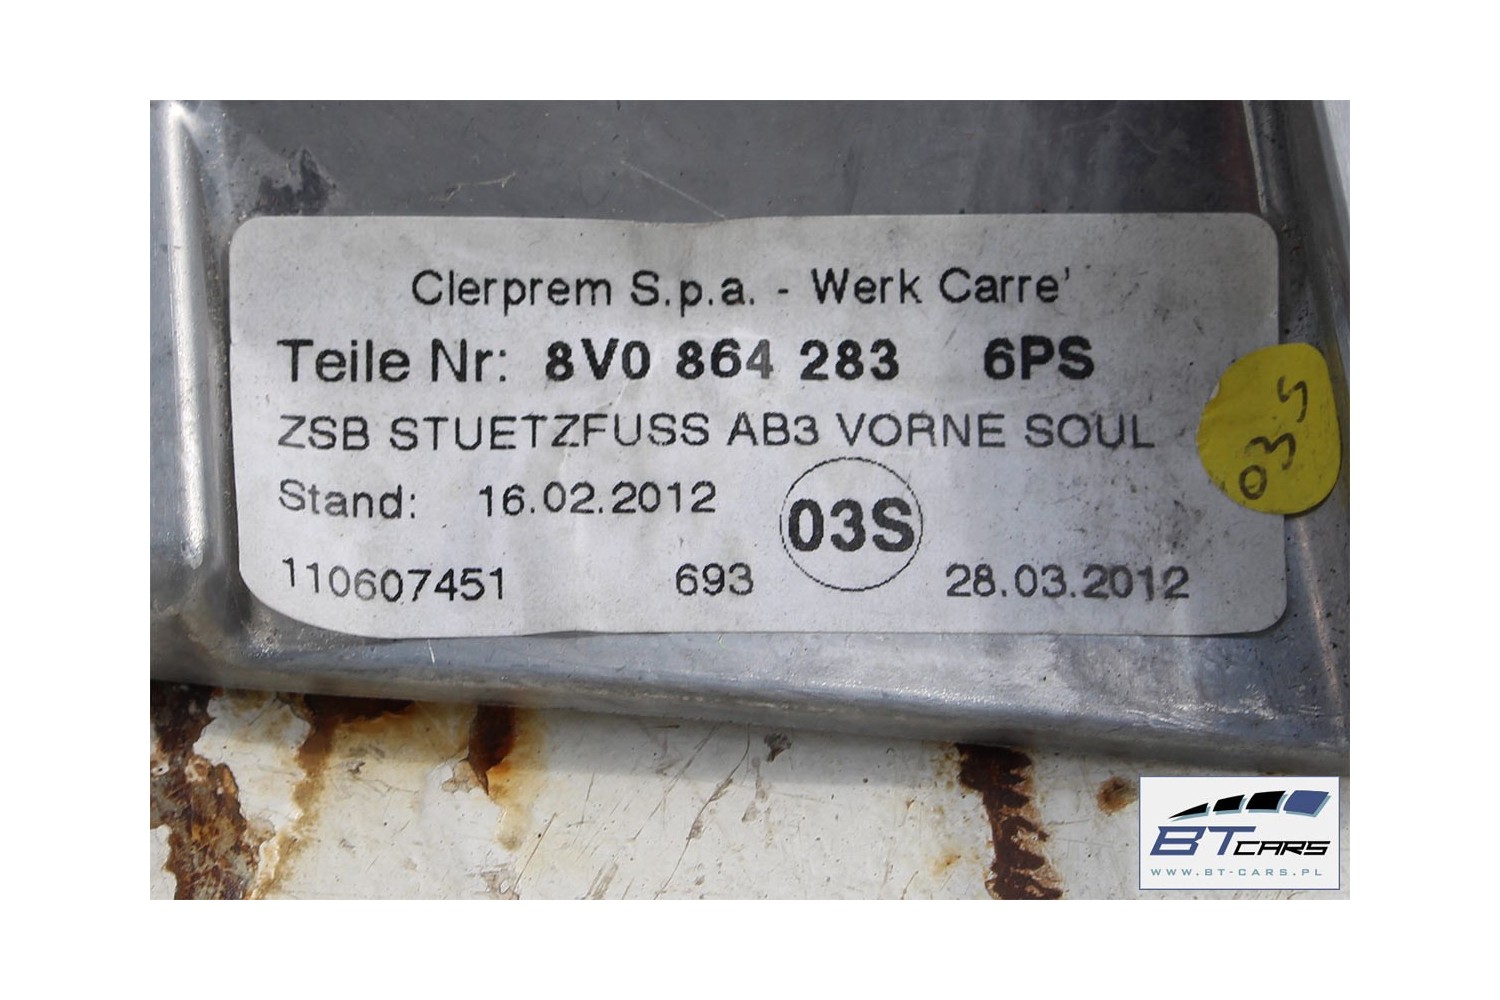 Clerprem S.p.a. - Werk Carre'
Teile Nr: 8V0 864 283 6PS
ZSB STUETZFUSS AB3 VORNE SOUL
Stand: 16.02.2012
03S
110607451 693 28.03.2012
03S
BT CARS
WWW.BT-CARS.PL